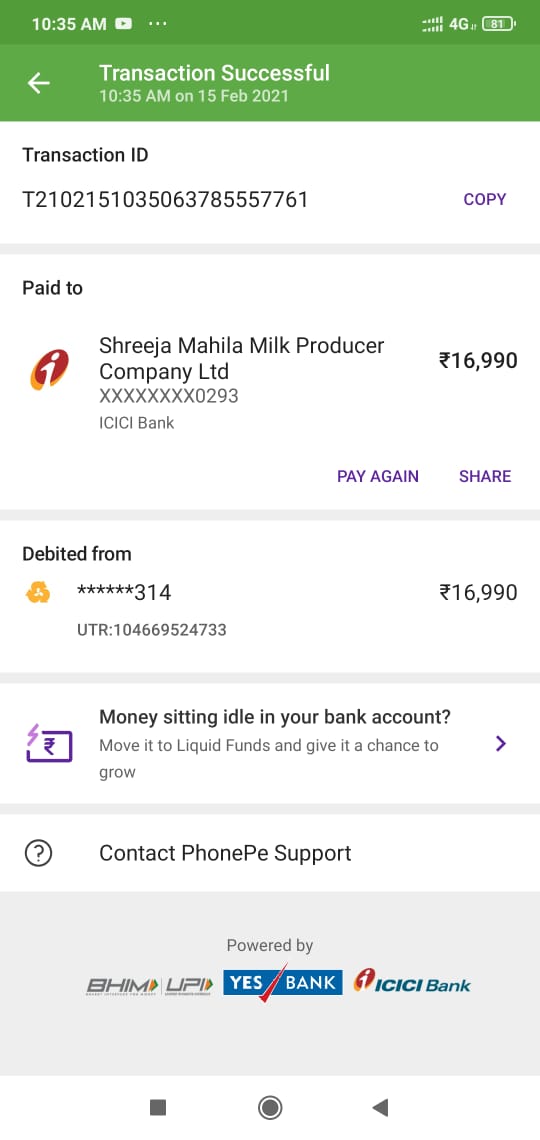 10:35 AM ...
4G 81
Transaction Successful
10:35 AM on 15 Feb 2021
Transaction ID
T2102151035063785557761
COPY
Paid to
Shreeja Mahila Milk Producer
Company Ltd
₹16,990
XXXXXXXX0293
ICICI Bank
PAY AGAIN
SHARE
Debited from
******314
₹16,990
UTR:104669524733
Money sitting idle in your bank account?
Move it to Liquid Funds and give it a chance to
grow
Contact PhonePe Support
Powered by
BHIM UPI YES BANK ICICI Bank